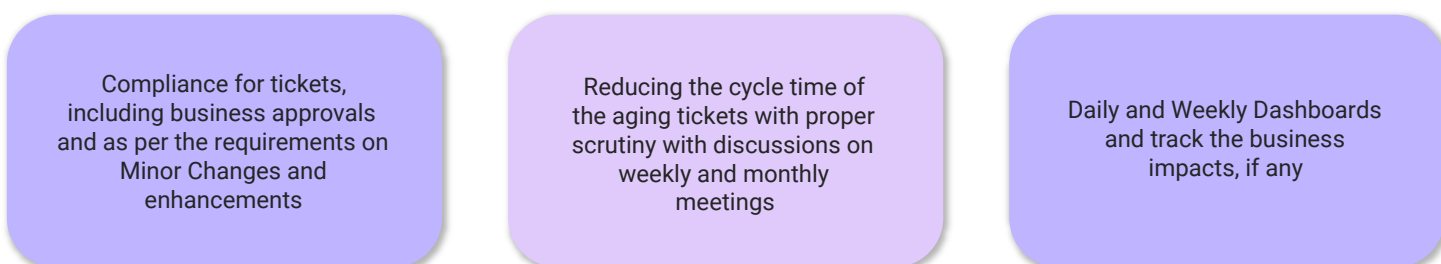 Compliance for tickets,
including business approvals
and as per the requirements on
Minor Changes and
enhancements
Reducing the cycle time of
the aging tickets with proper
scrutiny with discussions on
weekly and monthly
meetings
Daily and Weekly Dashboards
and track the business
impacts, if any